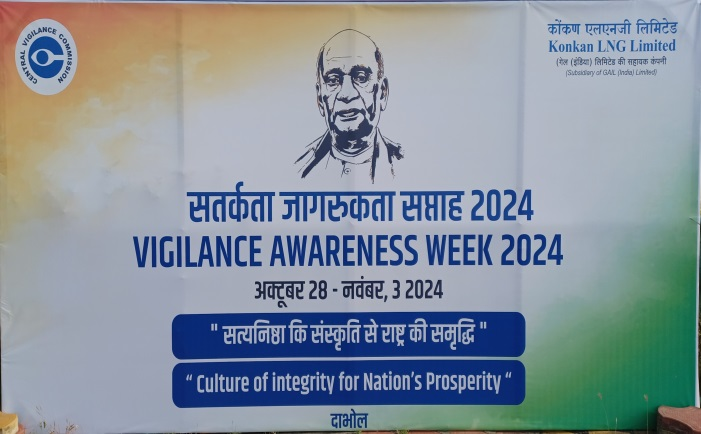 CENTRAL VIGILANCE COMMISSION
कोंकण एलएनजी लिमिटेड
Konkan LNG Limited
(गेल (इंडिया) लिमिटेड की सहायक कंपनी)
(Subsidiary of GAIL (India) Limited)
सतर्कता जागरुकता सप्ताह 2024
VIGILANCE AWARENESS WEEK 2024
अक्टूबर 28 - नवंबर, 3 2024
" सत्यनिष्ठा कि संस्कृति से राष्ट्र की समृद्धि "
“ Culture of integrity for Nation’s Prosperity “
दाभोल